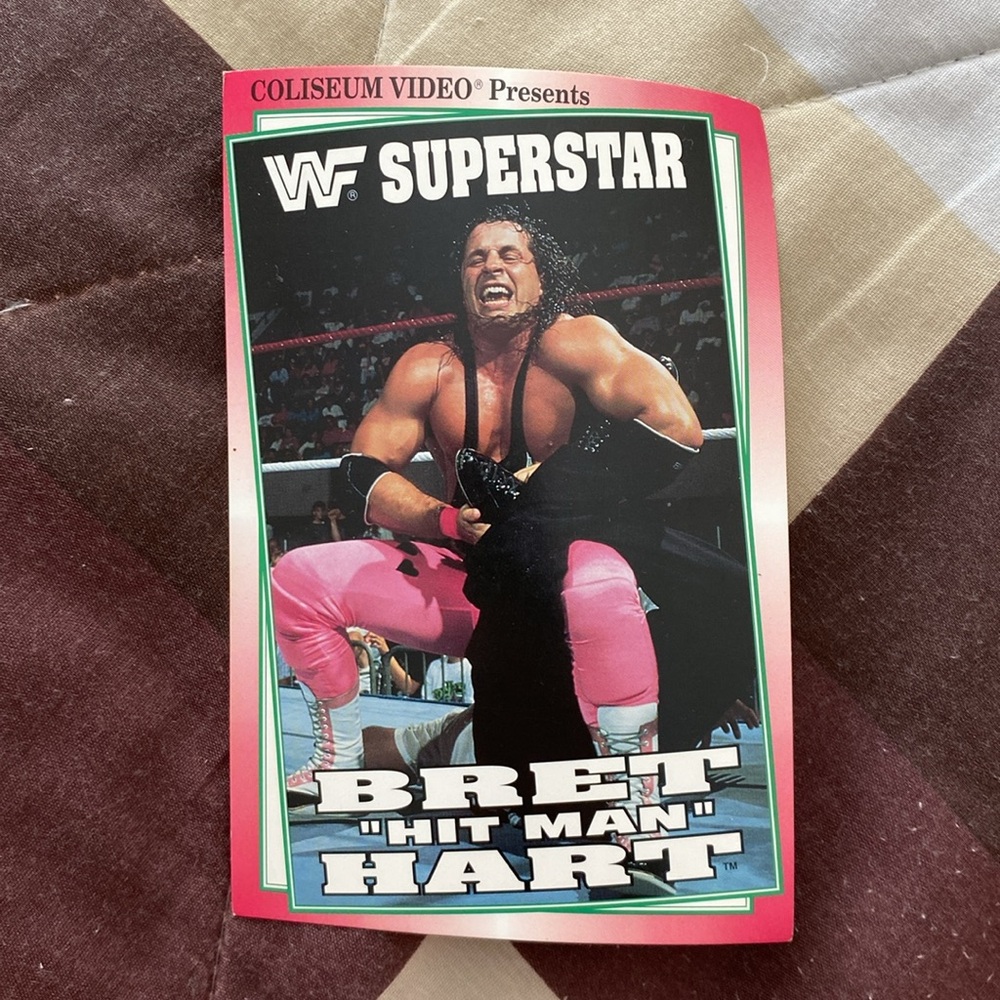 COLISEUM VIDEO® Presents
WF® SUPERSTAR
BRET
"HIT MAN"
HART™